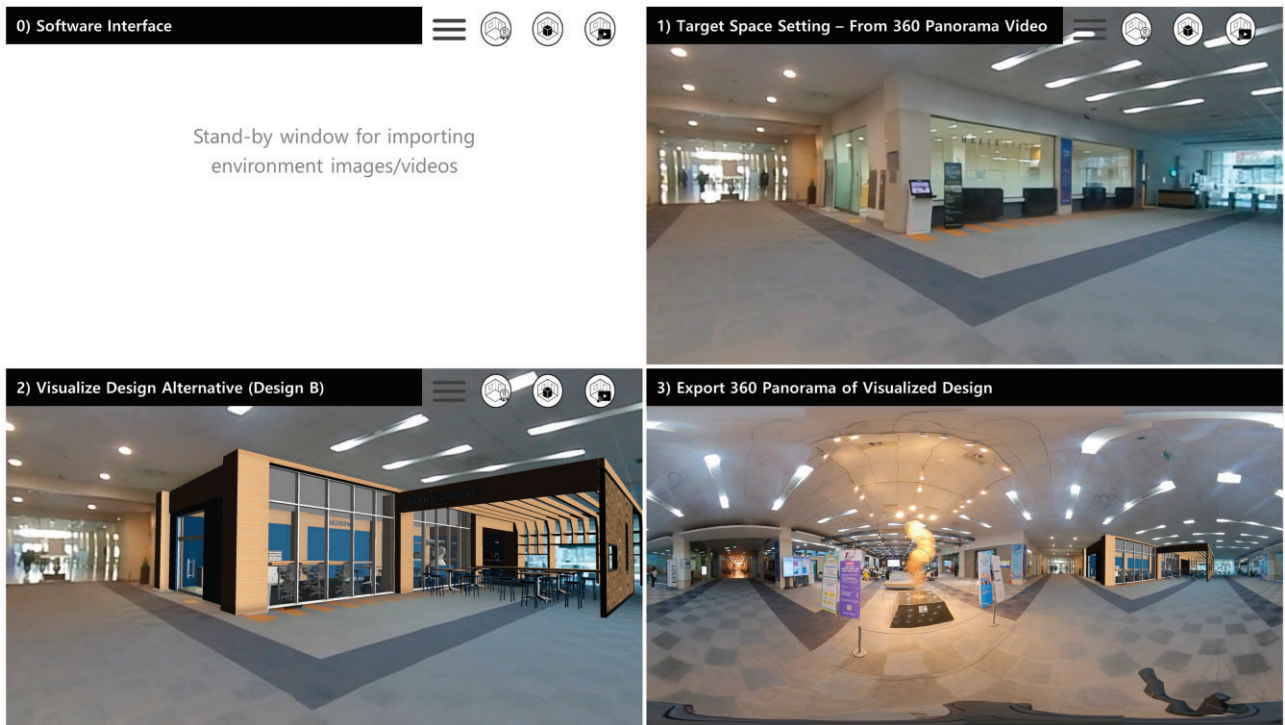 0) Software Interface
Stand-by window for importing
environment images/videos
1) Target Space Setting – From 360 Panorama Video
2) Visualize Design Alternative (Design B)
3) Export 360 Panorama of Visualized Design